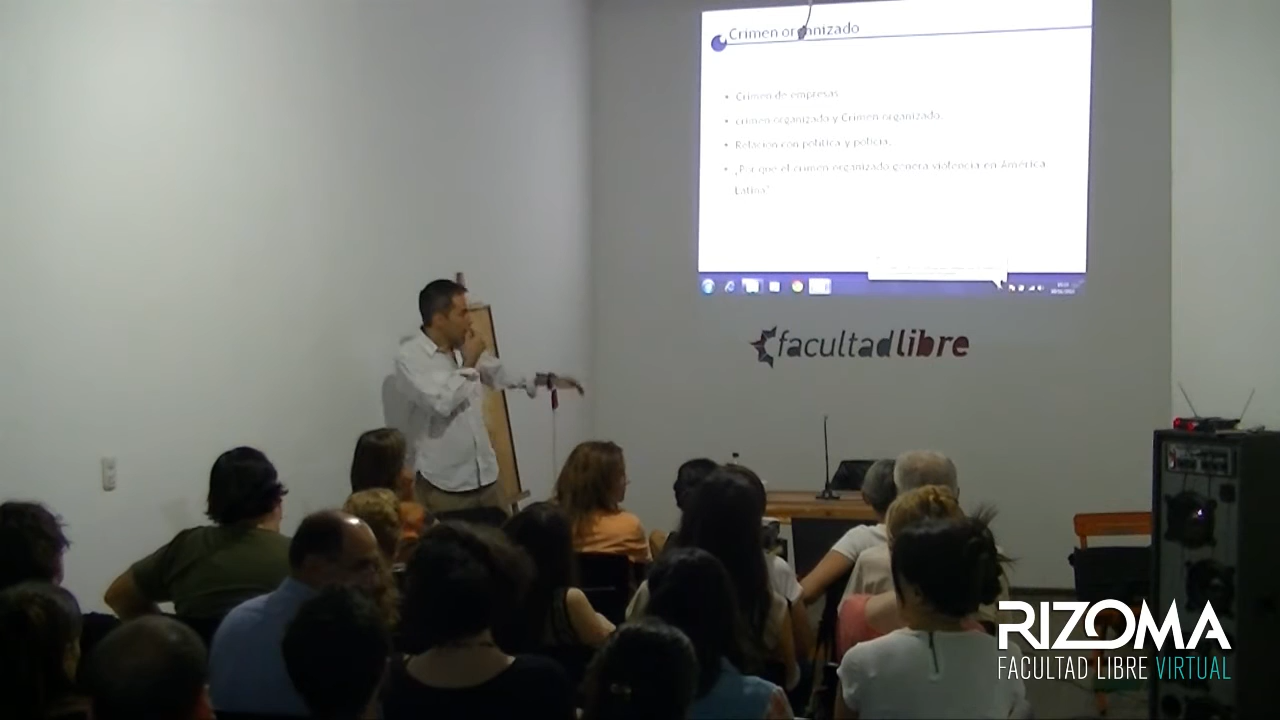 Crimen organizado
• Crimen de empresas
• crimen organizado y Crimen organizado
• Relación con política y policía.
• ¿Por que el crimen organizado genera violencia en América
Latina?
facultadlibre
RIZOMA
FACULTAD LIBRE VIRTUAL